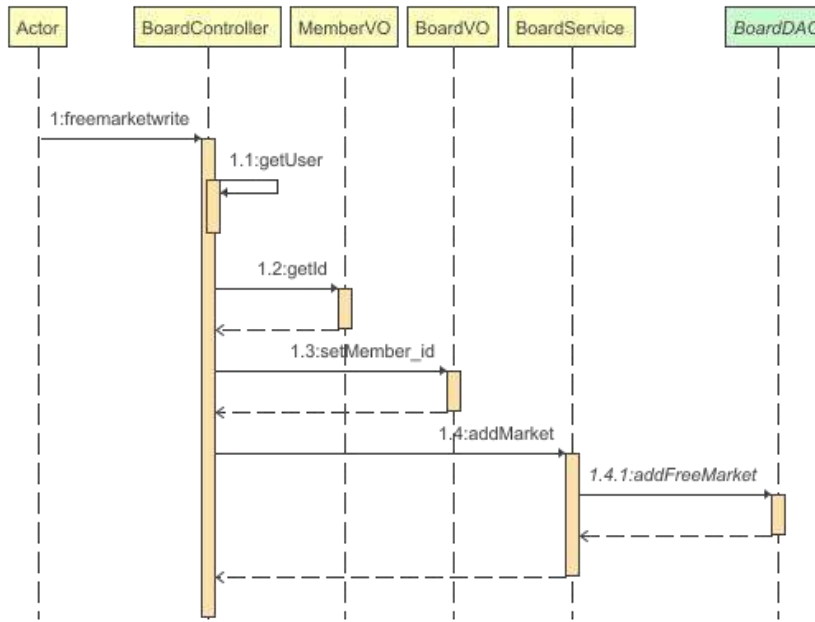 Actor
BoardController
MemberVO
BoardVO
BoardService
BoardDAO
1:freemarketwrite
1.1:getUser
1.2:getId
1.3:setMember_id
1.4:addMarket
1.4.1:addFreeMarket